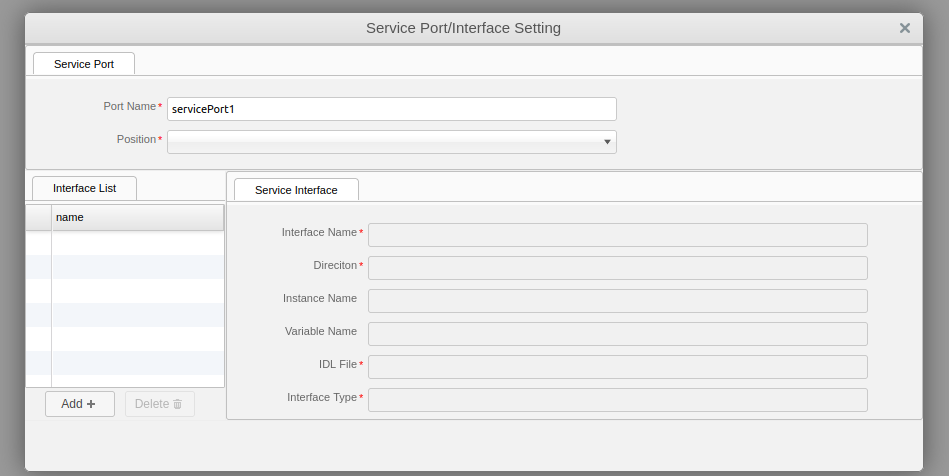 Service Port/Interface Setting
Service Port
Port Name*
servicePort1
Position*
Interface List
name
Add
Delete
Service Interface
Interface Name*
Direciton*
Instance Name
Variable Name
IDL File*
Interface Type*